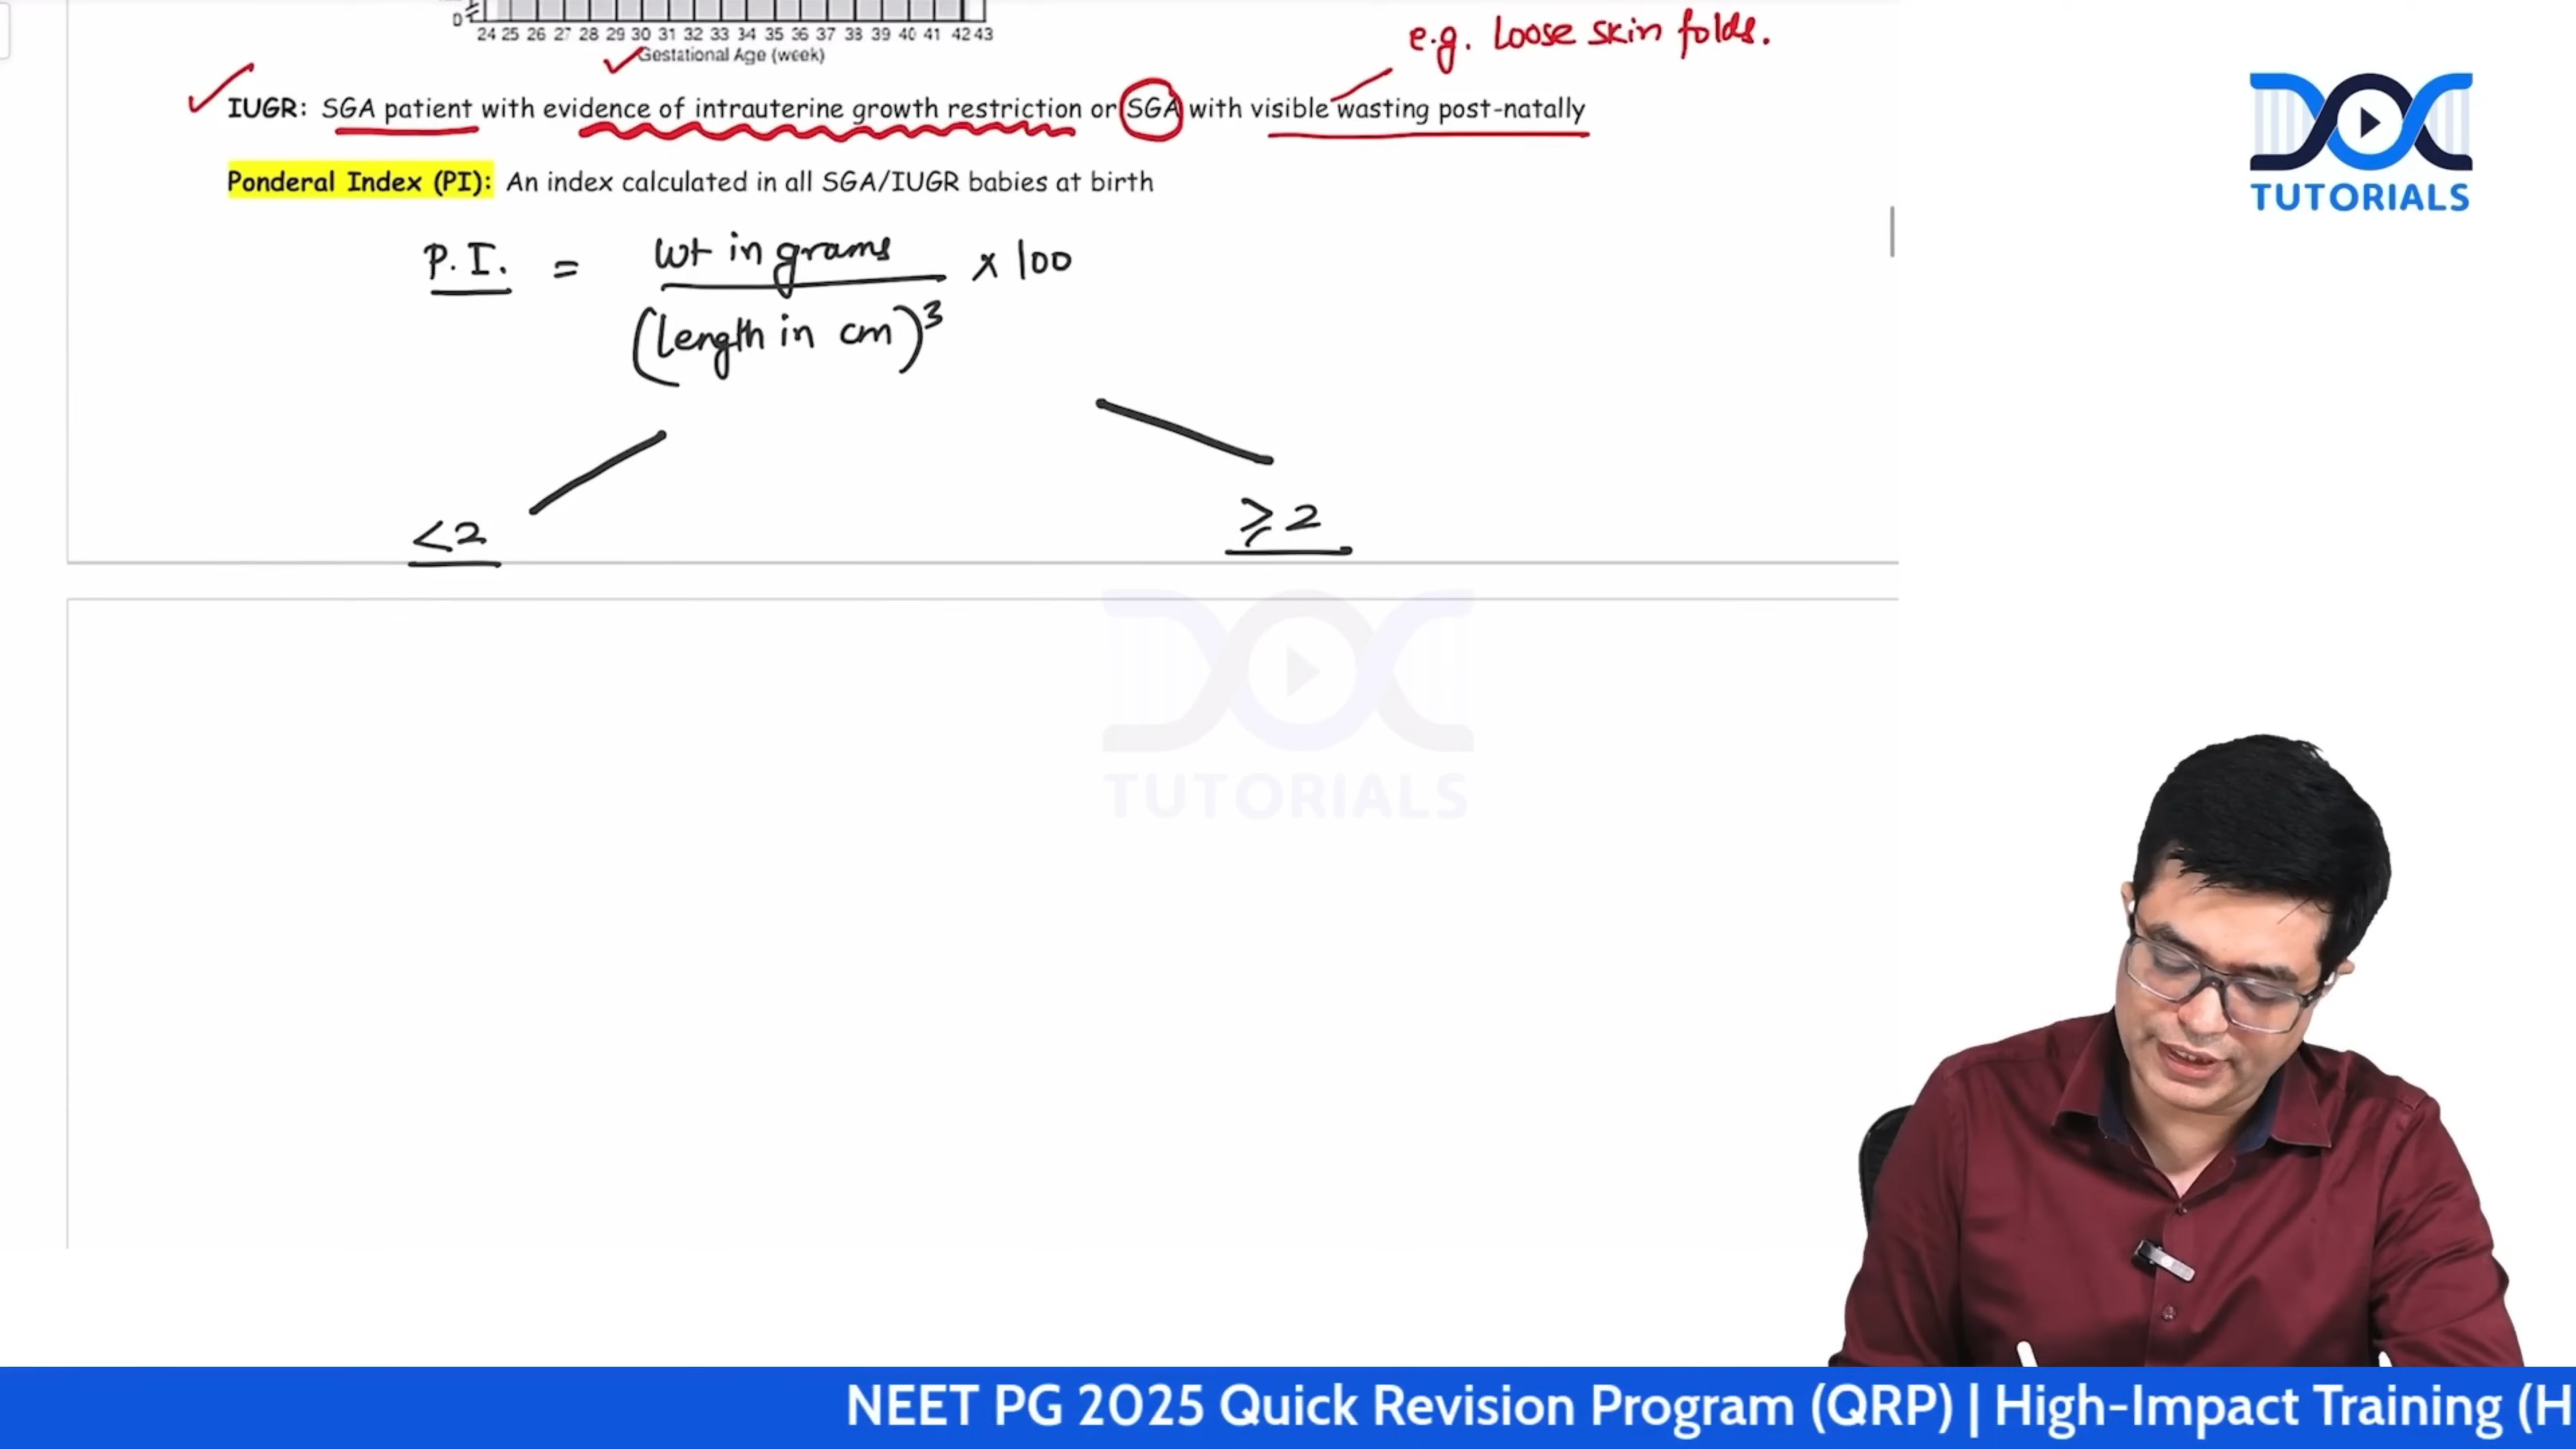 0
24 25 26 27 28 29 30 31 32 33 34 35 36 37 38 39 40 41 42 43
Gestational Age (week)
e.g. Loose skin folds.
IUGR: SGA patient with evidence of intrauterine growth restriction or SGA with visible wasting post-natally
Ponderal Index (PI): An index calculated in all SGA/IUGR babies at birth
P.I. = wt in grams / (length in cm)³ × 100
<2
≥2
DOC
TUTORIALS
DOC
TUTORIALS
NEET PG 2025 Quick Revision Program (QRP) | High-Impact Training (H